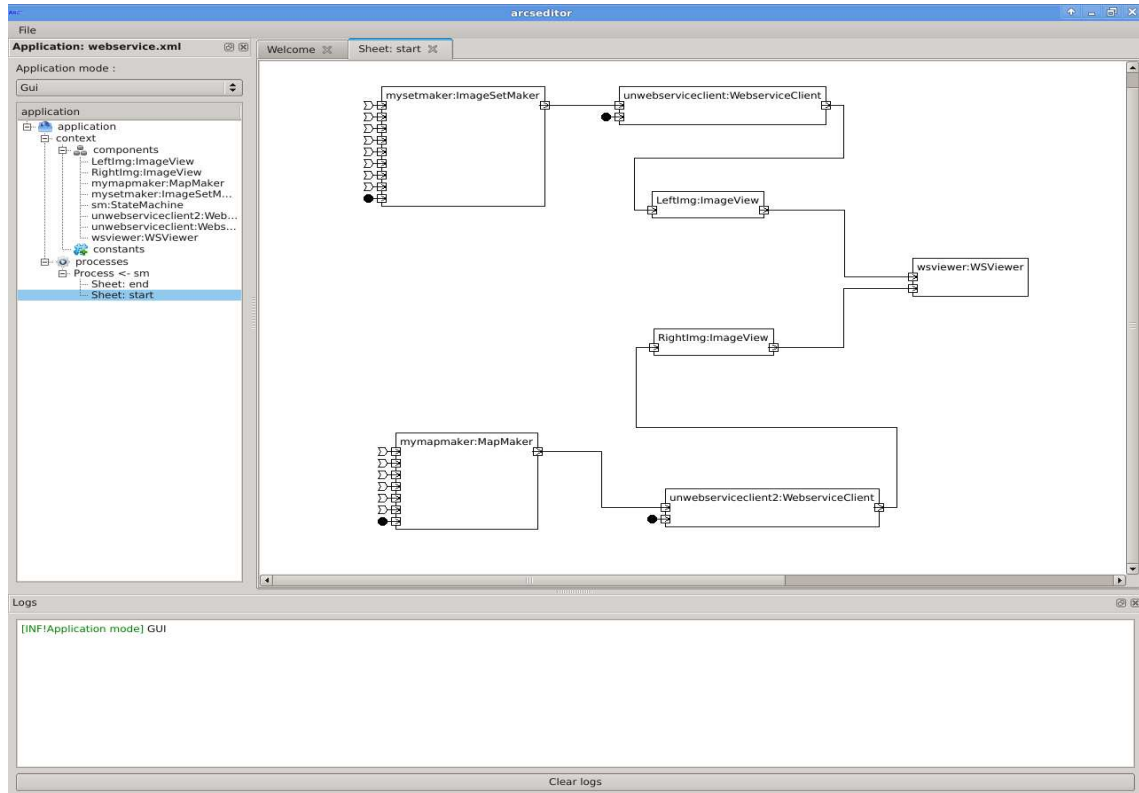 arcseditor
File
Application: webservice.xml
Application mode :
Gui
application
application
context
components
LeftImg:ImageView
RightImg:ImageView
mymapmaker:MapMaker
mysetmaker:ImageSetM...
sm:StateMachine
unwebserviceclient2:Web...
unwebserviceclient:Webs...
wsviewer:WSViewer
constants
processes
Process <- sm
Sheet: end
Sheet: start
Welcome
Sheet: start
mysetmaker:ImageSetMaker
unwebserviceclient:WebserviceClient
LeftImg:ImageView
wsviewer:WSViewer
RightImg:ImageView
mymapmaker:MapMaker
unwebserviceclient2:WebserviceClient
Logs
[INF!Application mode] GUI
Clear logs